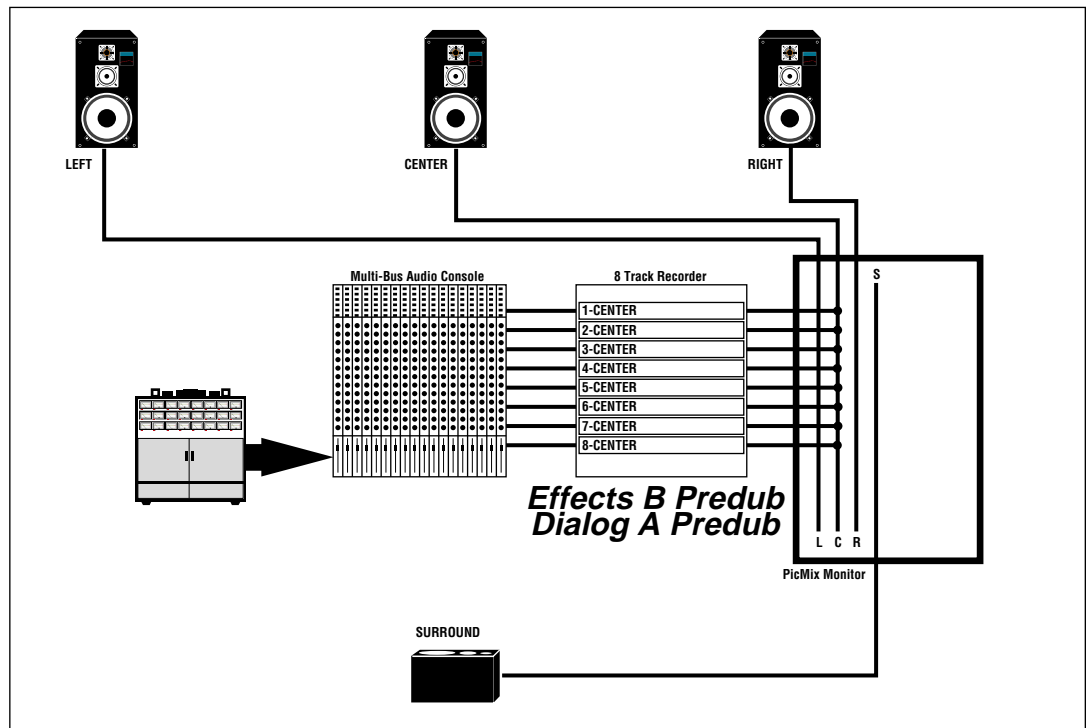 LEFT
CENTER
RIGHT
Multi-Bus Audio Console
8 Track Recorder
S
1-CENTER
2-CENTER
3-CENTER
4-CENTER
5-CENTER
6-CENTER
7-CENTER
8-CENTER
Effects B Predub
Dialog A Predub
L C R
PicMix Monitor
SURROUND